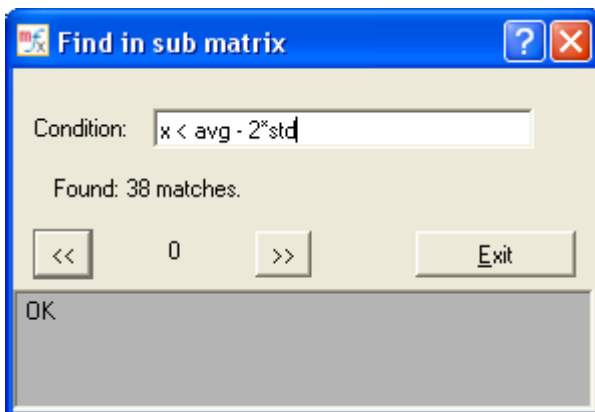 Find in sub matrix
Condition: x < avg - 2*std
Found: 38 matches.
<< 0 >> Exit
OK